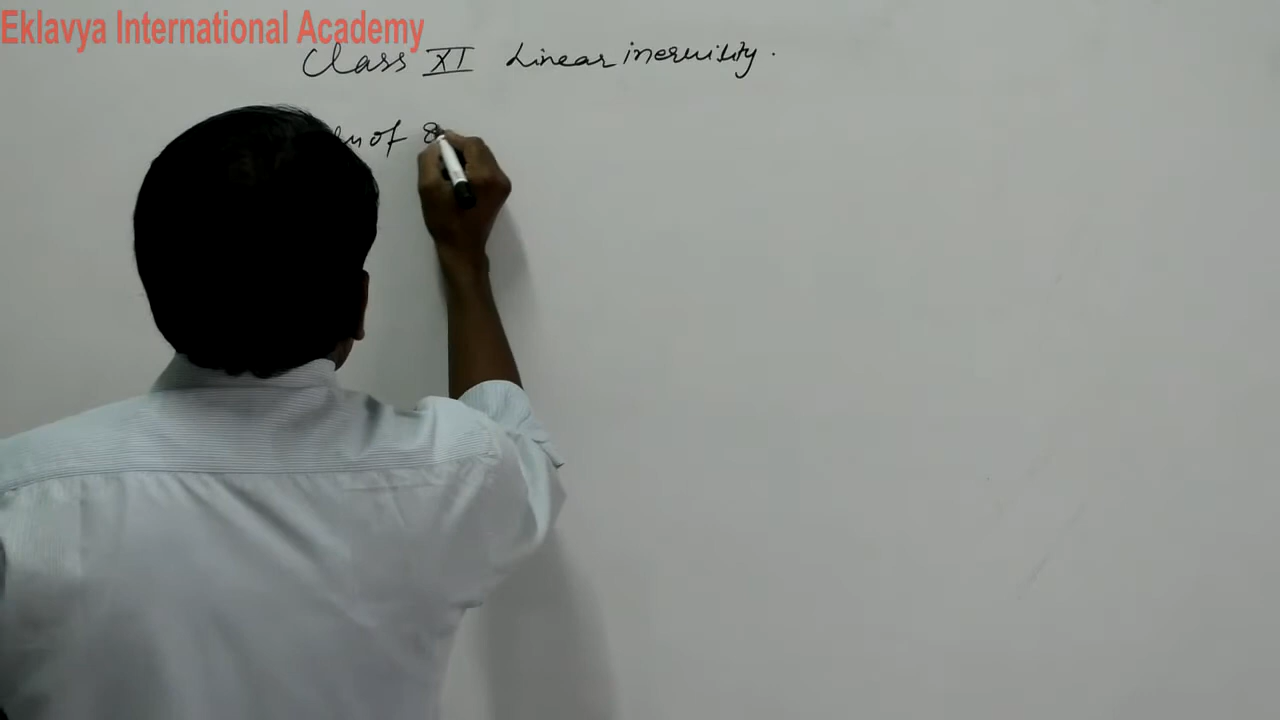 Eklavya International Academy
Class XI Linear inequility.
of 8